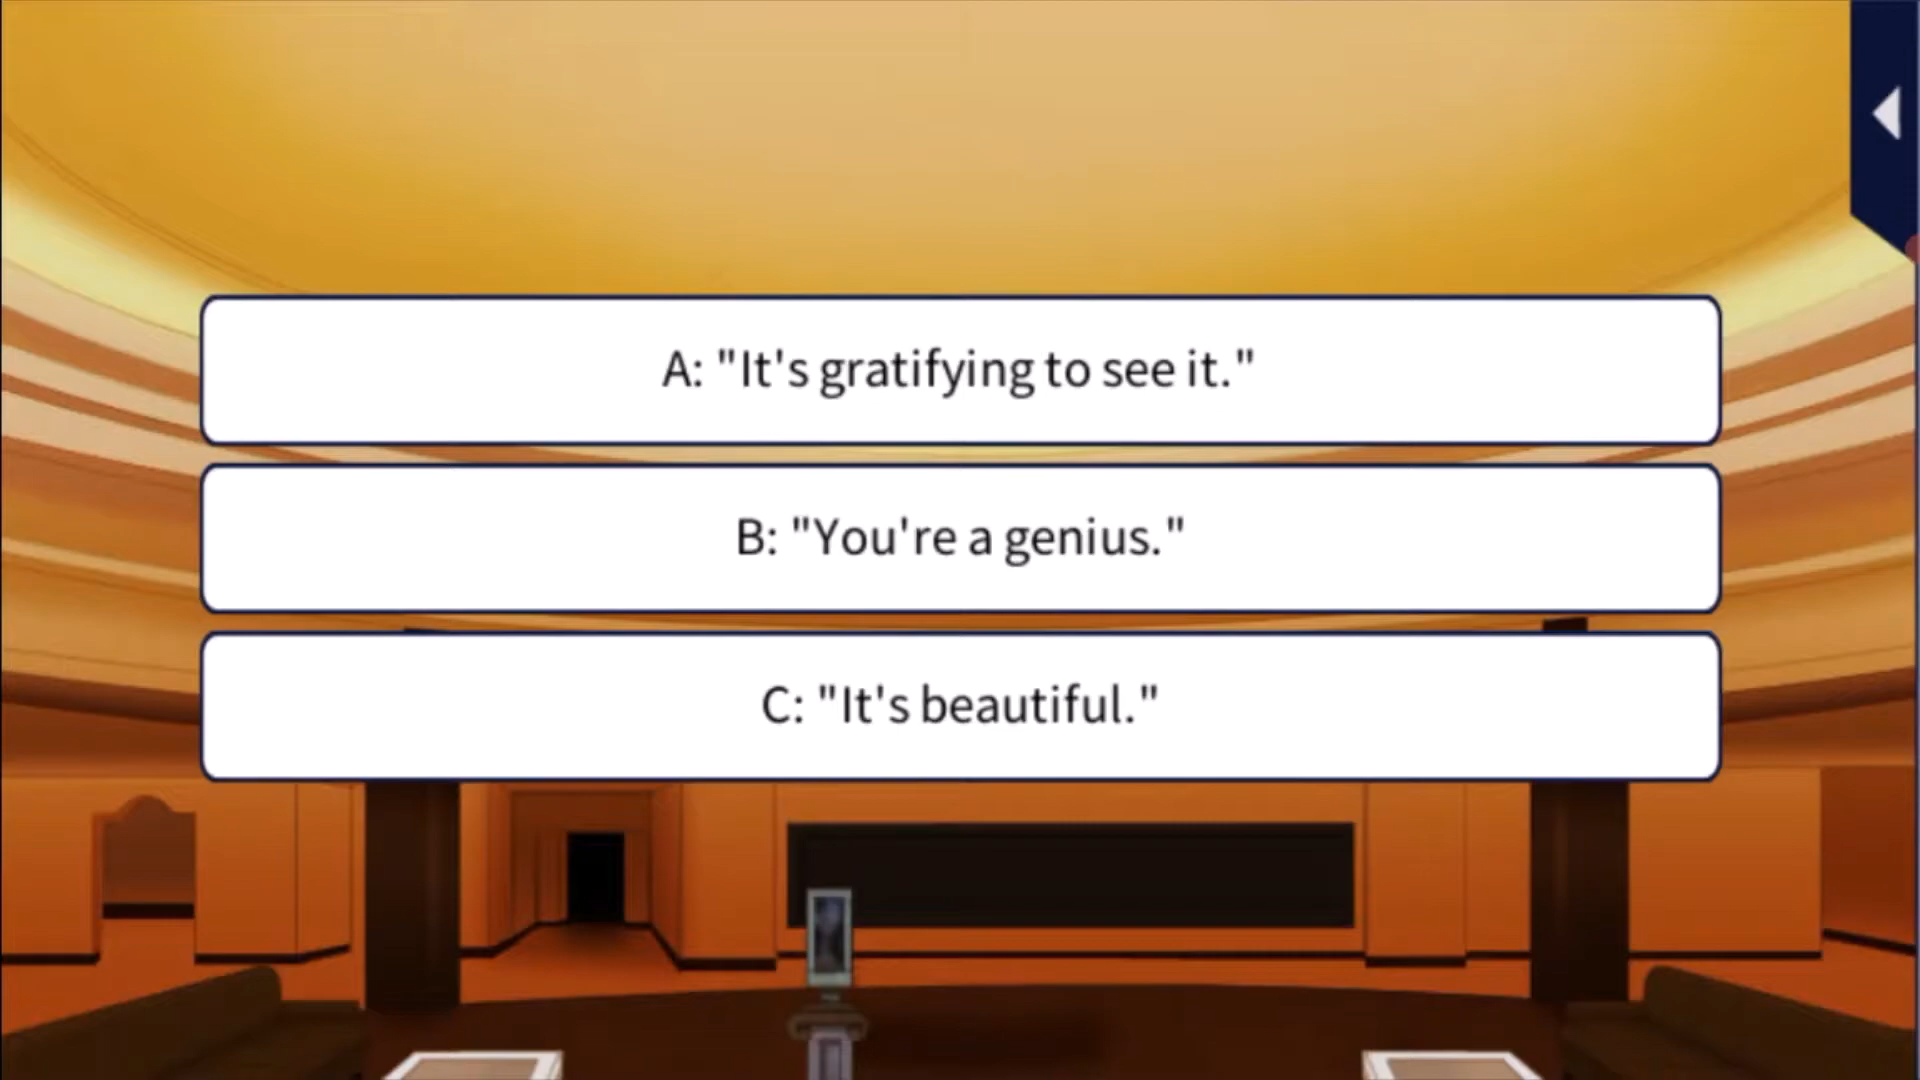 A: "It's gratifying to see it."
B: "You're a genius."
C: "It's beautiful."